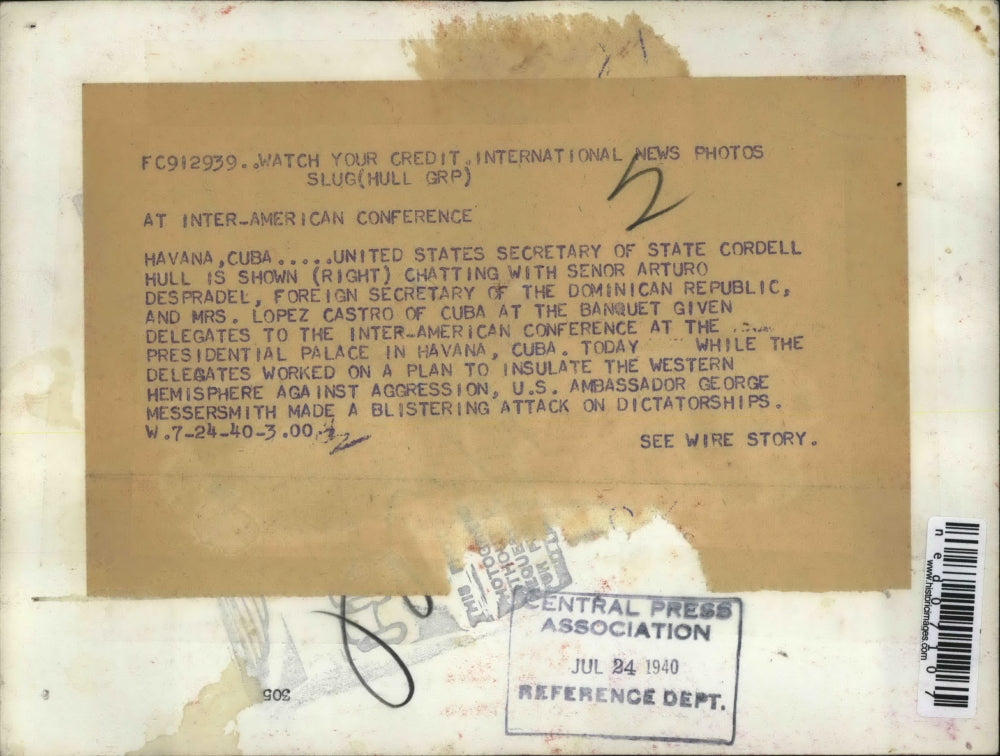 FC912939..WATCH YOUR CREDIT.INTERNATIONAL NEWS PHOTOS
SLUG(HULL GRP)
2
AT INTER-AMERICAN CONFERENCE
HAVANA,CUBA.....UNITED STATES SECRETARY OF STATE CORDELL
HULL IS SHOWN (RIGHT) CHATTING WITH SENOR ARTURO
DESPRADEL, FOREIGN SECRETARY OF THE DOMINICAN REPUBLIC,
AND MRS. LOPEZ CASTRO OF CUBA AT THE BANQUET GIVEN
DELEGATES TO THE INTER-AMERICAN CONFERENCE AT THE
PRESIDENTIAL PALACE IN HAVANA, CUBA. TODAY WHILE THE
DELEGATES WORKED ON A PLAN TO INSULATE THE WESTERN
HEMISPHERE AGAINST AGGRESSION, U.S. AMBASSADOR GEORGE
MESSERSMITH MADE A BLISTERING ATTACK ON DICTATORSHIPS.
W.7-24-40-3.00
SEE WIRE STORY.
THIS
CENTRAL PRESS
ASSOCIATION
JUL 24 1940
REFERENCE DEPT.
305
www.historicimages.com